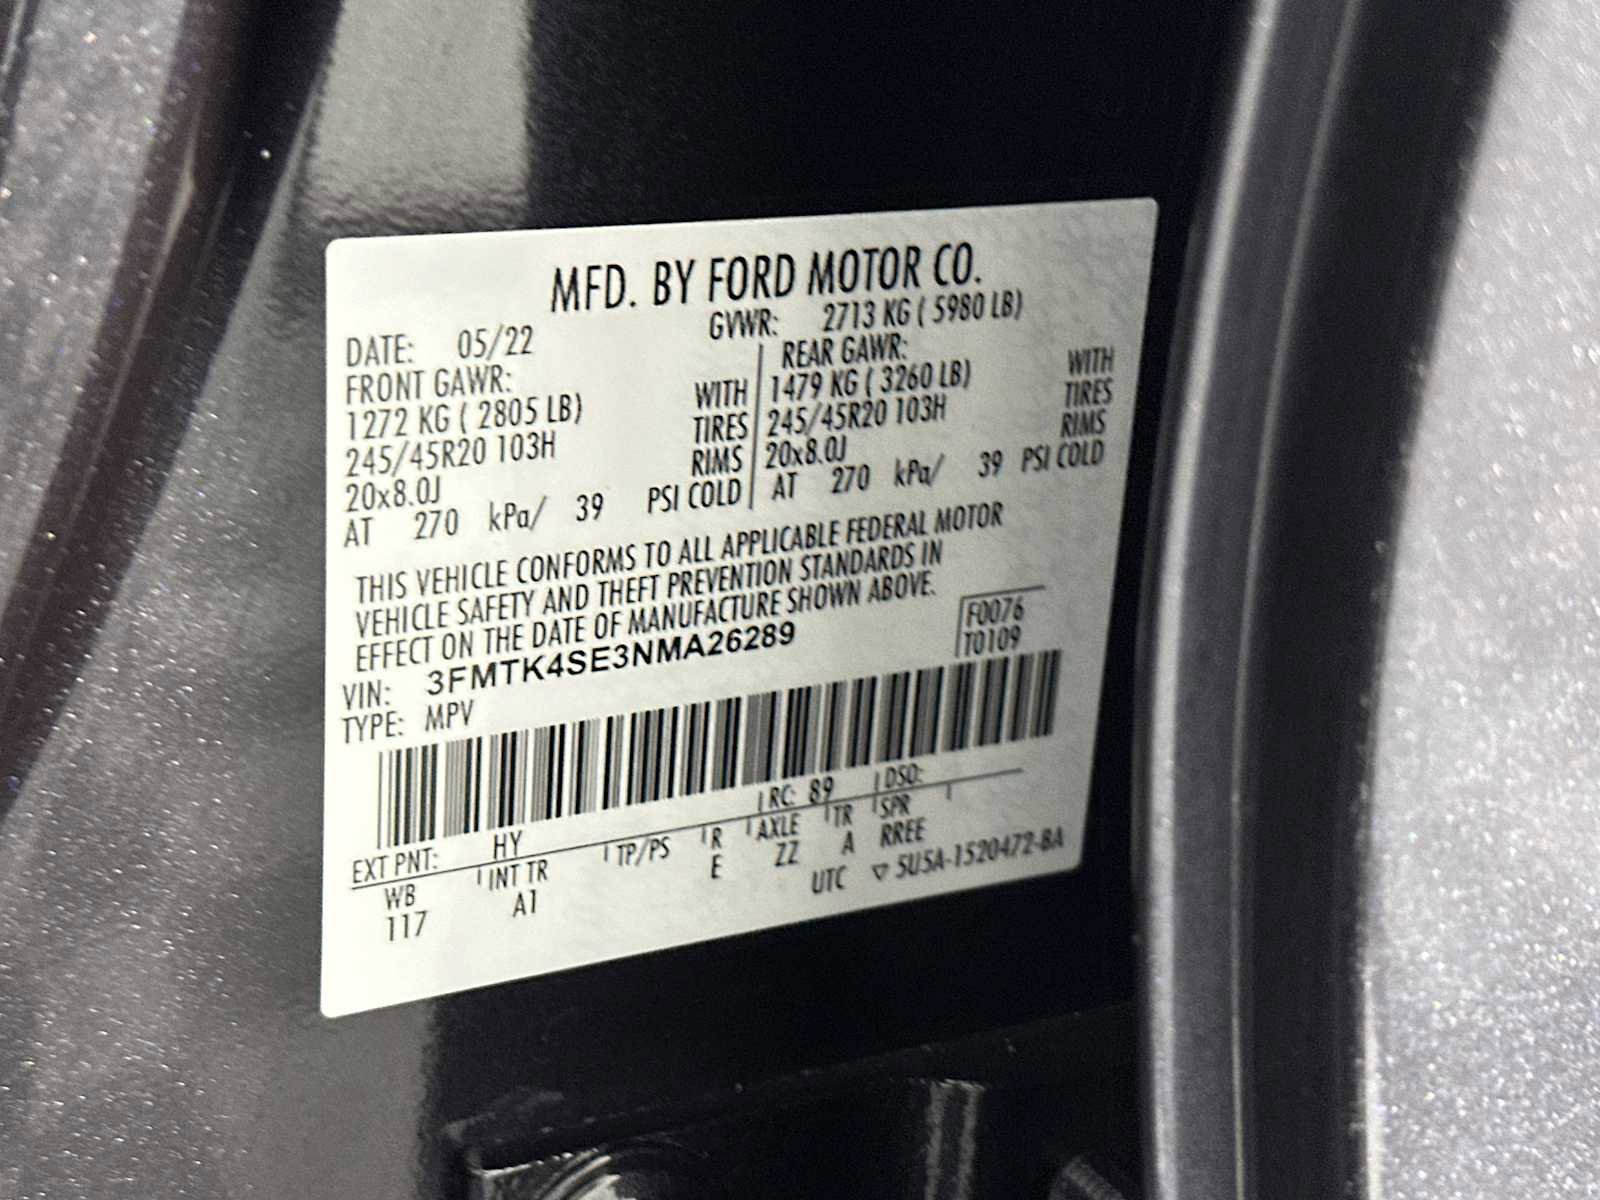 MFD. BY FORD MOTOR CO.
DATE: 05/22 GVWR: 2713 KG ( 5980 LB)
FRONT GAWR: REAR GAWR:
1272 KG ( 2805 LB) WITH 1479 KG ( 3260 LB) WITH
245/45R20 103H TIRES 245/45R20 103H TIRES
20x8.0J RIMS 20x8.0J RIMS
AT 270 kPa/ 39 PSI COLD AT 270 kPa/ 39 PSI COLD
THIS VEHICLE CONFORMS TO ALL APPLICABLE FEDERAL MOTOR
VEHICLE SAFETY AND THEFT PREVENTION STANDARDS IN
EFFECT ON THE DATE OF MANUFACTURE SHOWN ABOVE.
F0076
VIN: 3FMTK4SE3NMA26289 T0109
TYPE: MPV
EXT PNT: HY RC: 89 DSO:
WB INT TR TP/PS R AXLE TR SPR
117 A1 E ZZ A RREE
UTC ▽ 5U5A-1520472-BA